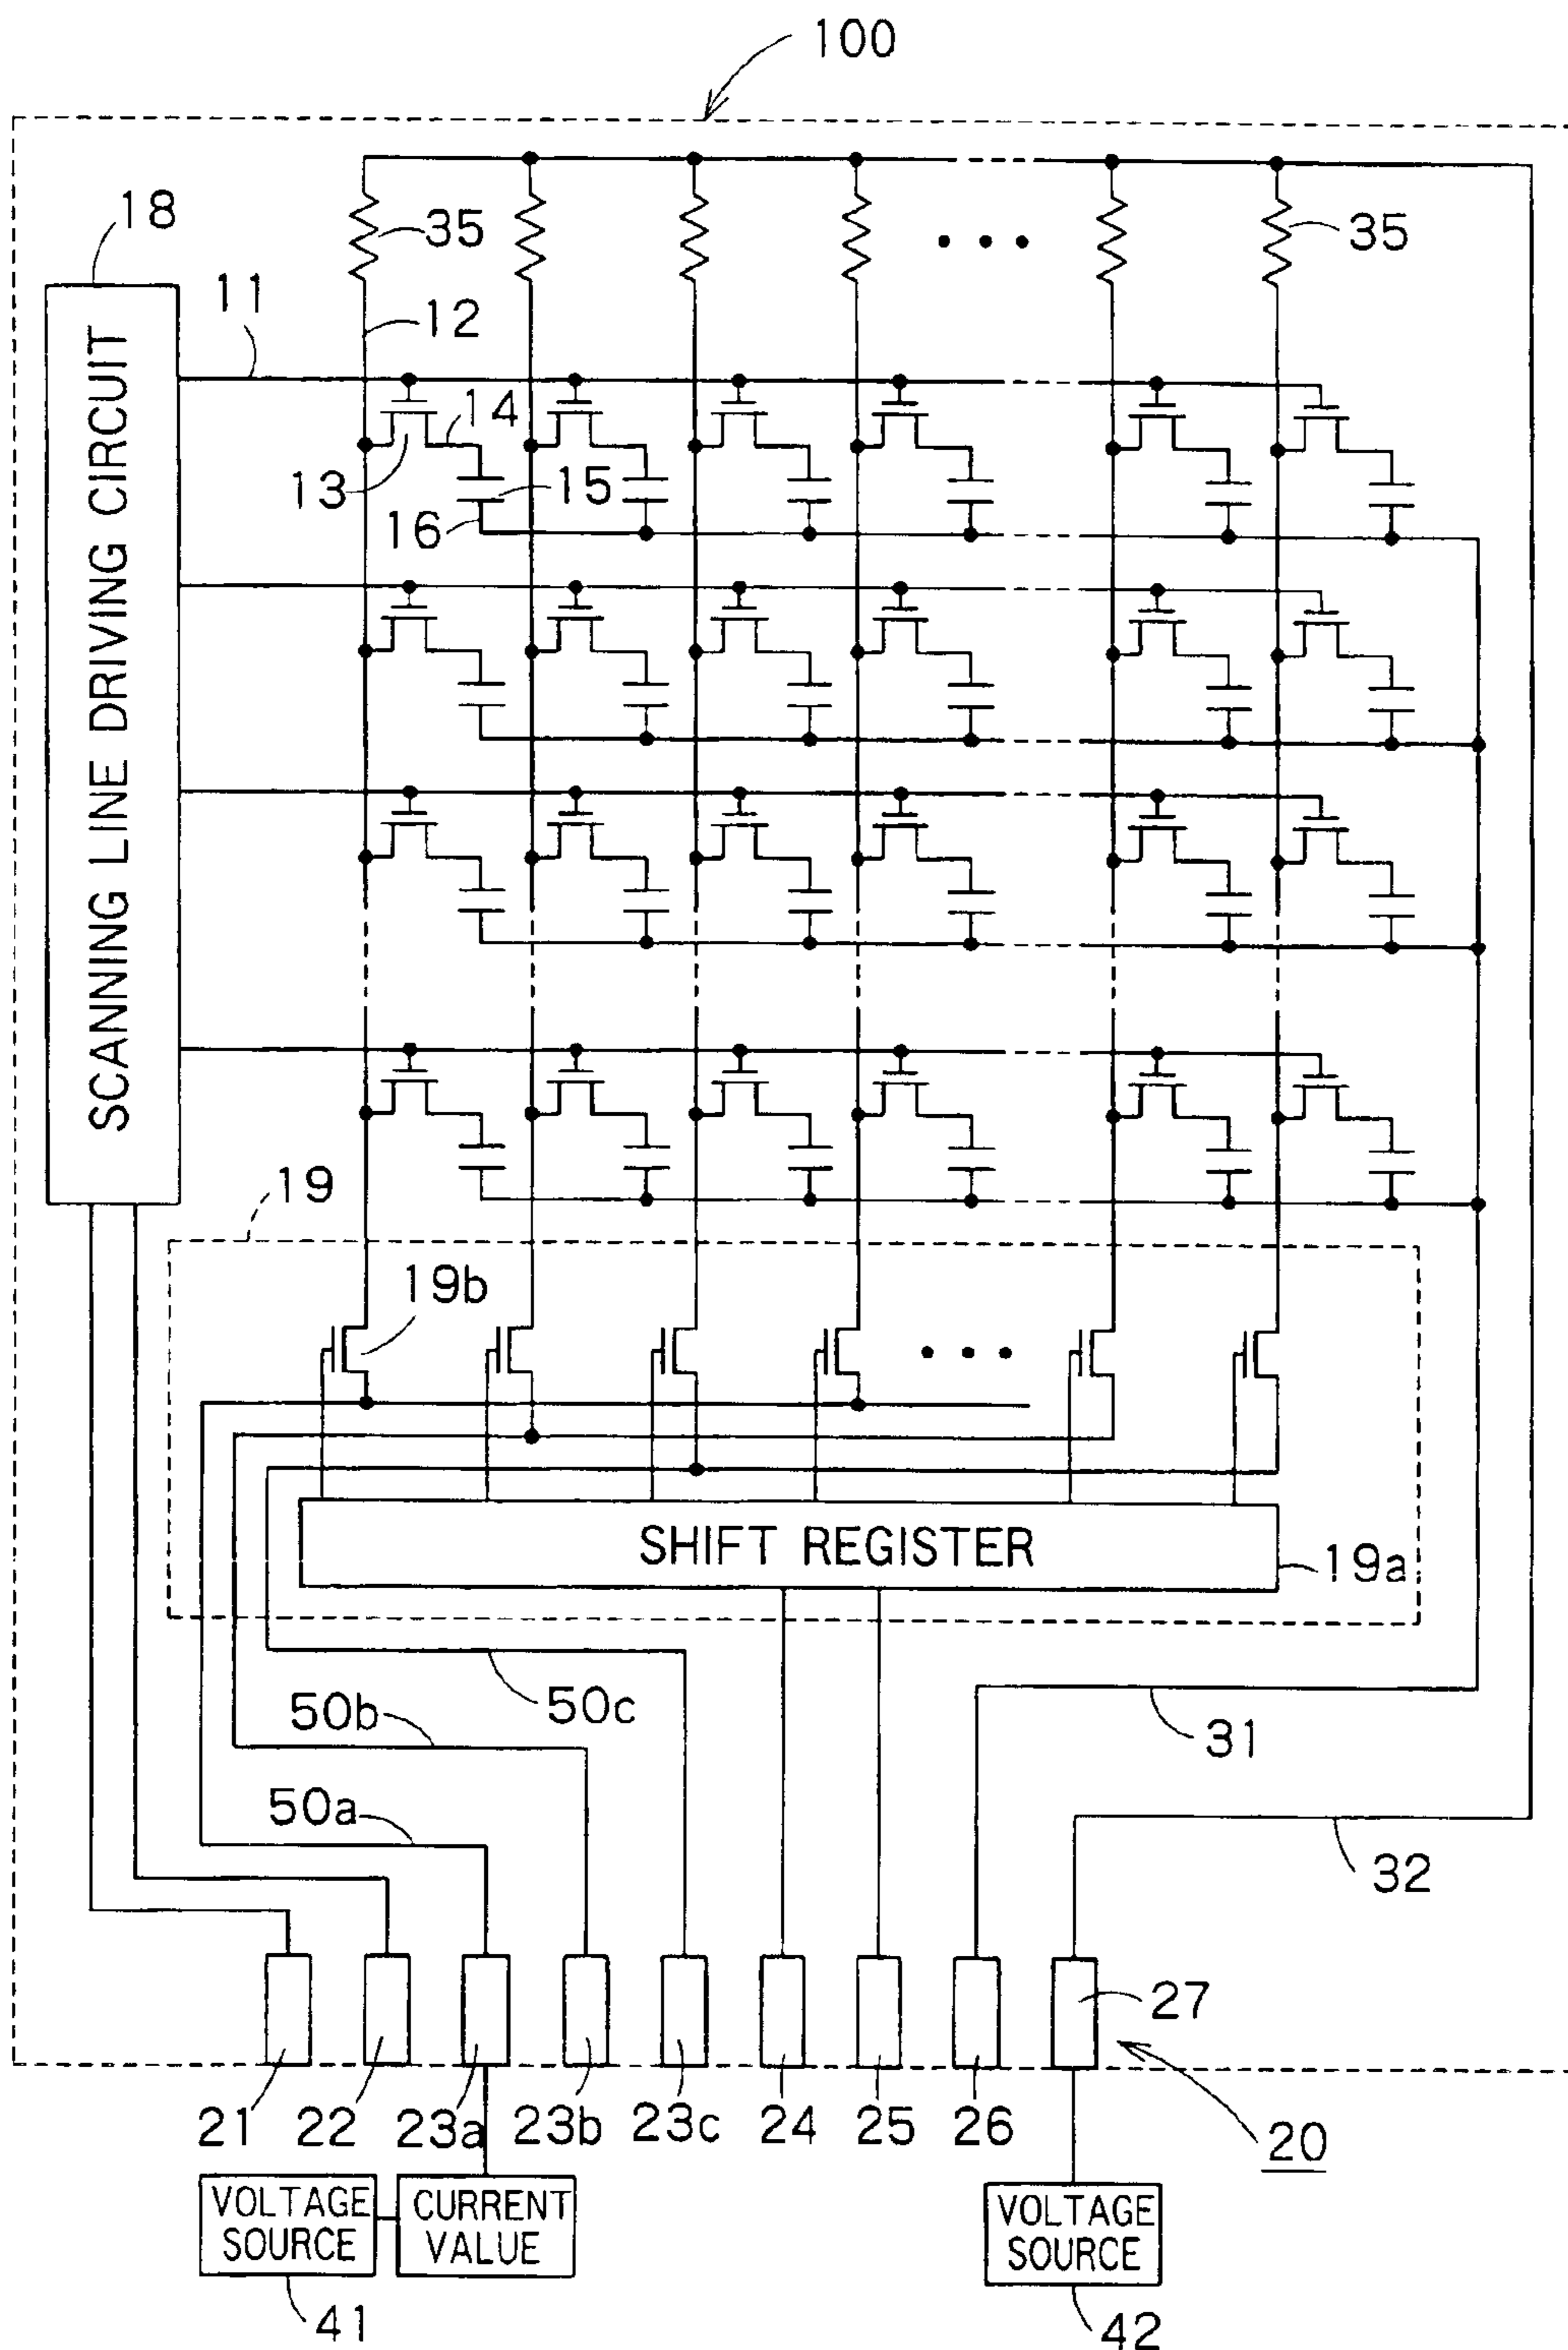 100
18
35
35
11
12
14
13
15
16
SCANNING LINE DRIVING CIRCUIT
19
19b
SHIFT REGISTER
19a
50c
50b
31
50a
32
27
21
22
23a
23b
23c
24
25
26
20
VOLTAGE
SOURCE
CURRENT
VALUE
VOLTAGE
SOURCE
41
42